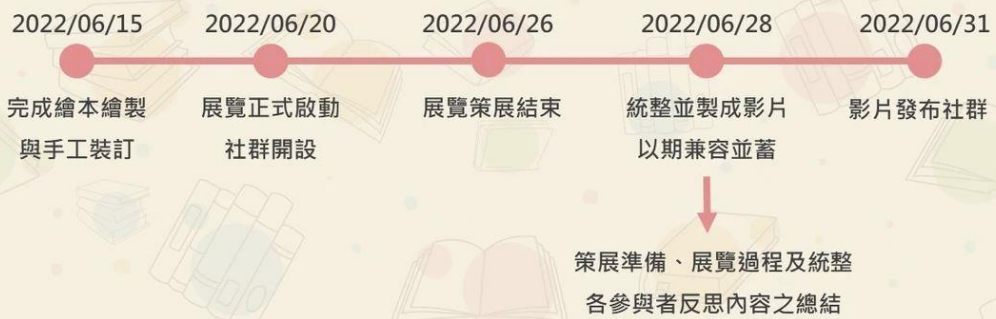 2022/06/15
2022/06/20
2022/06/26
2022/06/28
2022/06/31
完成繪本繪製
與手工裝訂
展覽正式啟動
社群開設
展覽策展結束
統整並製成影片
以期兼容並蓄
影片發布社群
策展準備、展覽過程及統整
各參與者反思內容之總結